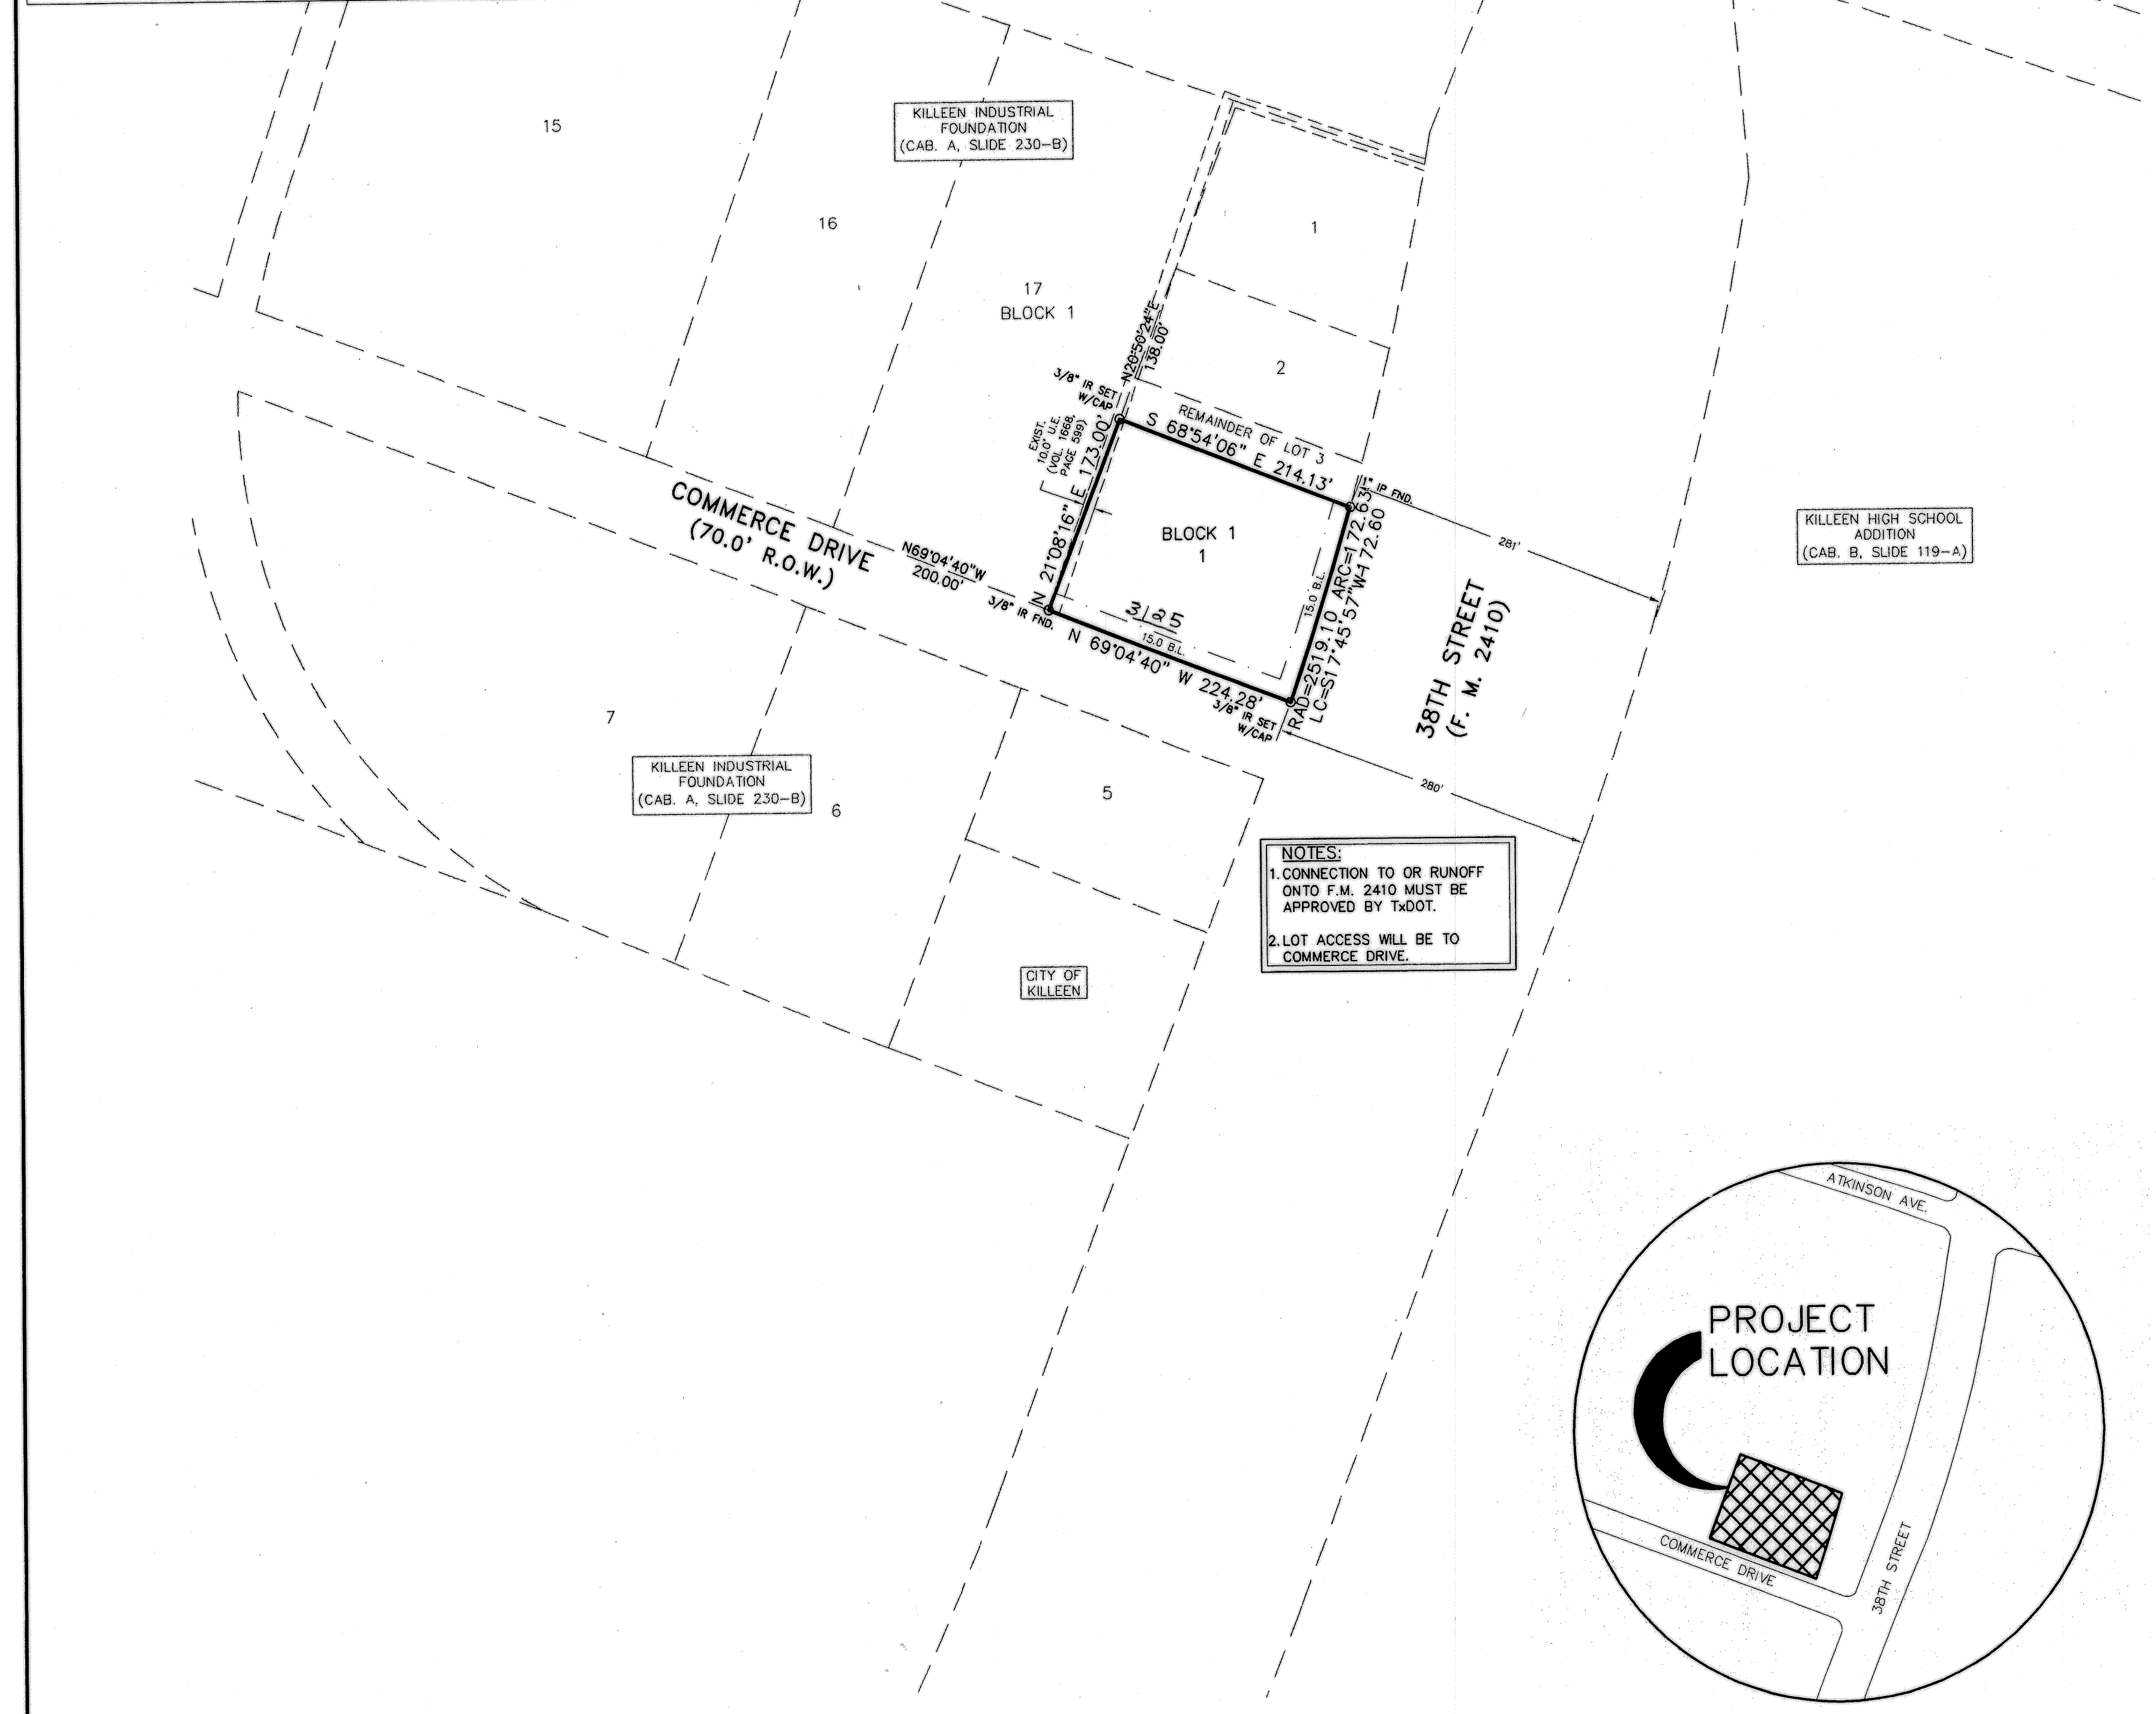 15
KILLEEN INDUSTRIAL
FOUNDATION
(CAB. A, SLIDE 230-B)
16
1
17
BLOCK 1
N20°50'24"E
138.00'
2
3/8" IR SET
W/CAP
REMAINDER OF LOT 3
S 68°54'06" E 214.13'
EXIST.
10.0' U.E.
(VOL. 1668,
PAGE 599)
N 21°08'16" E 173.00'
1" IP FND.
281'
BLOCK 1
1
15.0 B.L.
RAD=2519.10 ARC=172.63'
LC=S17°45'57"W-172.60
COMMERCE DRIVE
(70.0' R.O.W.)
N69°04'40"W
200.00'
3/8" IR FND.
3125
15.0 B.L.
N 69°04'40" W 224.28'
3/8" IR SET
W/CAP
38TH STREET
(F. M. 2410)
KILLEEN HIGH SCHOOL
ADDITION
(CAB. B, SLIDE 119-A)
280'
7
KILLEEN INDUSTRIAL
FOUNDATION
(CAB. A, SLIDE 230-B)
6
5
NOTES:
1. CONNECTION TO OR RUNOFF
ONTO F.M. 2410 MUST BE
APPROVED BY TxDOT.
2. LOT ACCESS WILL BE TO
COMMERCE DRIVE.
CITY OF
KILLEEN
ATKINSON AVE.
PROJECT
LOCATION
COMMERCE DRIVE
38TH STREET